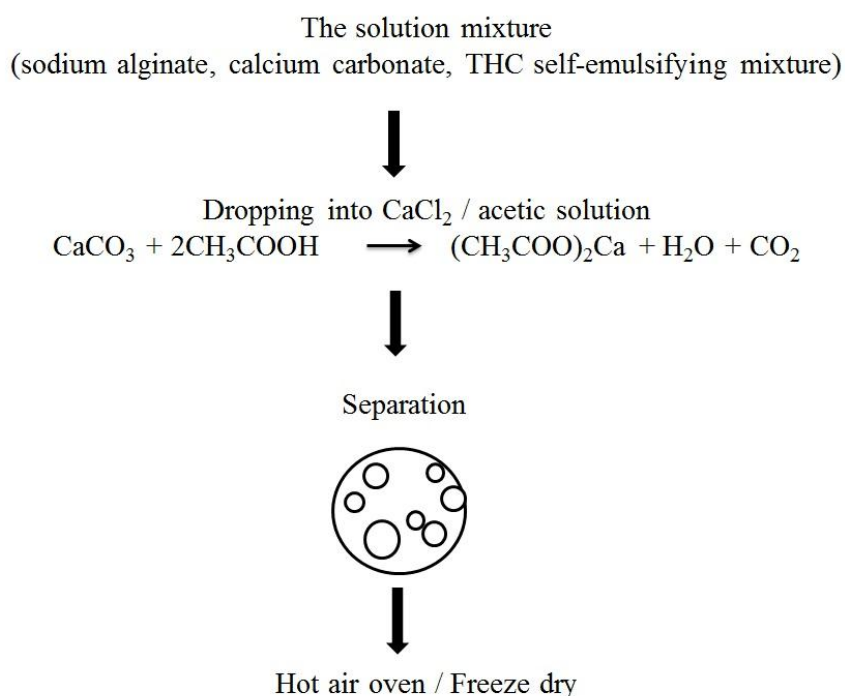 The solution mixture
(sodium alginate, calcium carbonate, THC self-emulsifying mixture)
Dropping into CaCl₂ / acetic solution
CaCO₃ + 2CH₃COOH ⟶ (CH₃COO)₂Ca + H₂O + CO₂
Separation
Hot air oven / Freeze dry